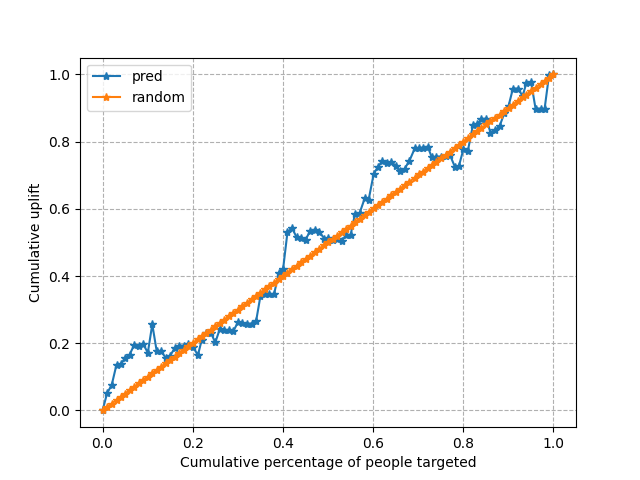 pred
random
1.0
0.8
0.6
0.4
0.2
0.0
Cumulative uplift
0.0 0.2 0.4 0.6 0.8 1.0
Cumulative percentage of people targeted